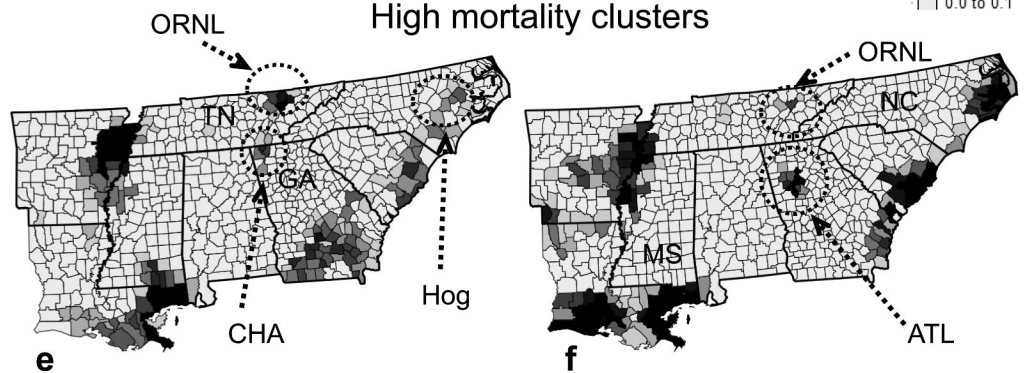 High mortality clusters
0.0 to 0.1
ORNL
TN
GA
CHA
Hog
e
ORNL
NC
MS
ATL
f